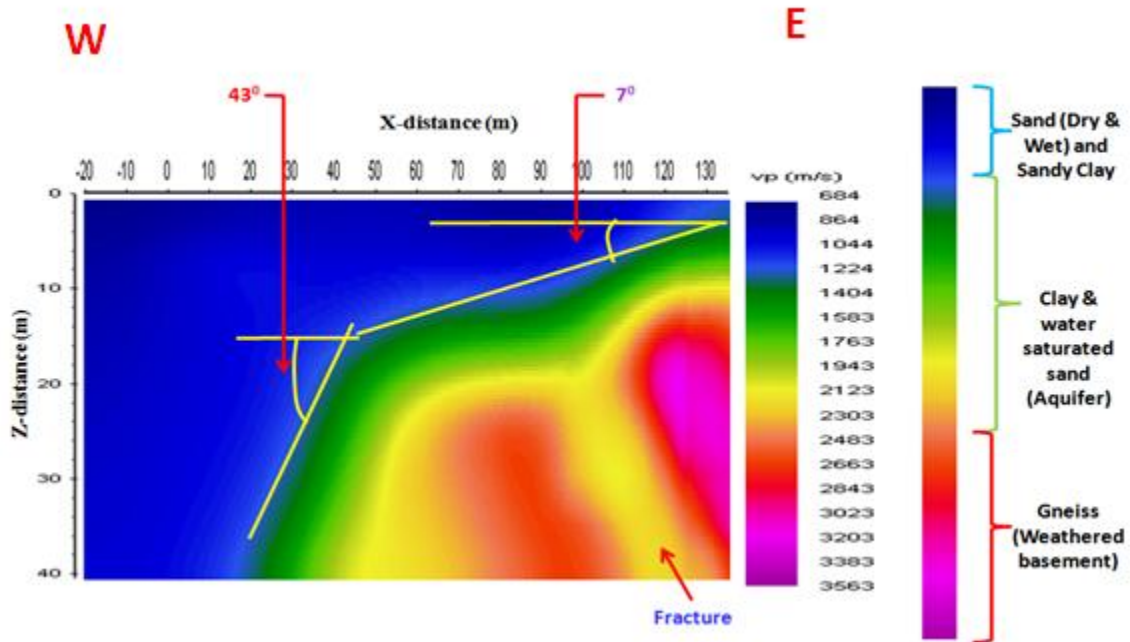 W
E
43⁰
7⁰
X-distance (m)
-20 -10 0 10 20 30 40 50 60 70 80 90 100 110 120 130
Z-distance(m)
0
10
20
30
40
vp (m/s)
684
864
1044
1224
1404
1583
1763
1943
2123
2303
2483
2663
2843
3023
3203
3383
3563
Fracture
Sand (Dry &
Wet) and
Sandy Clay
Clay &
water
saturated
sand
(Aquifer)
Gneiss
(Weathered
basement)